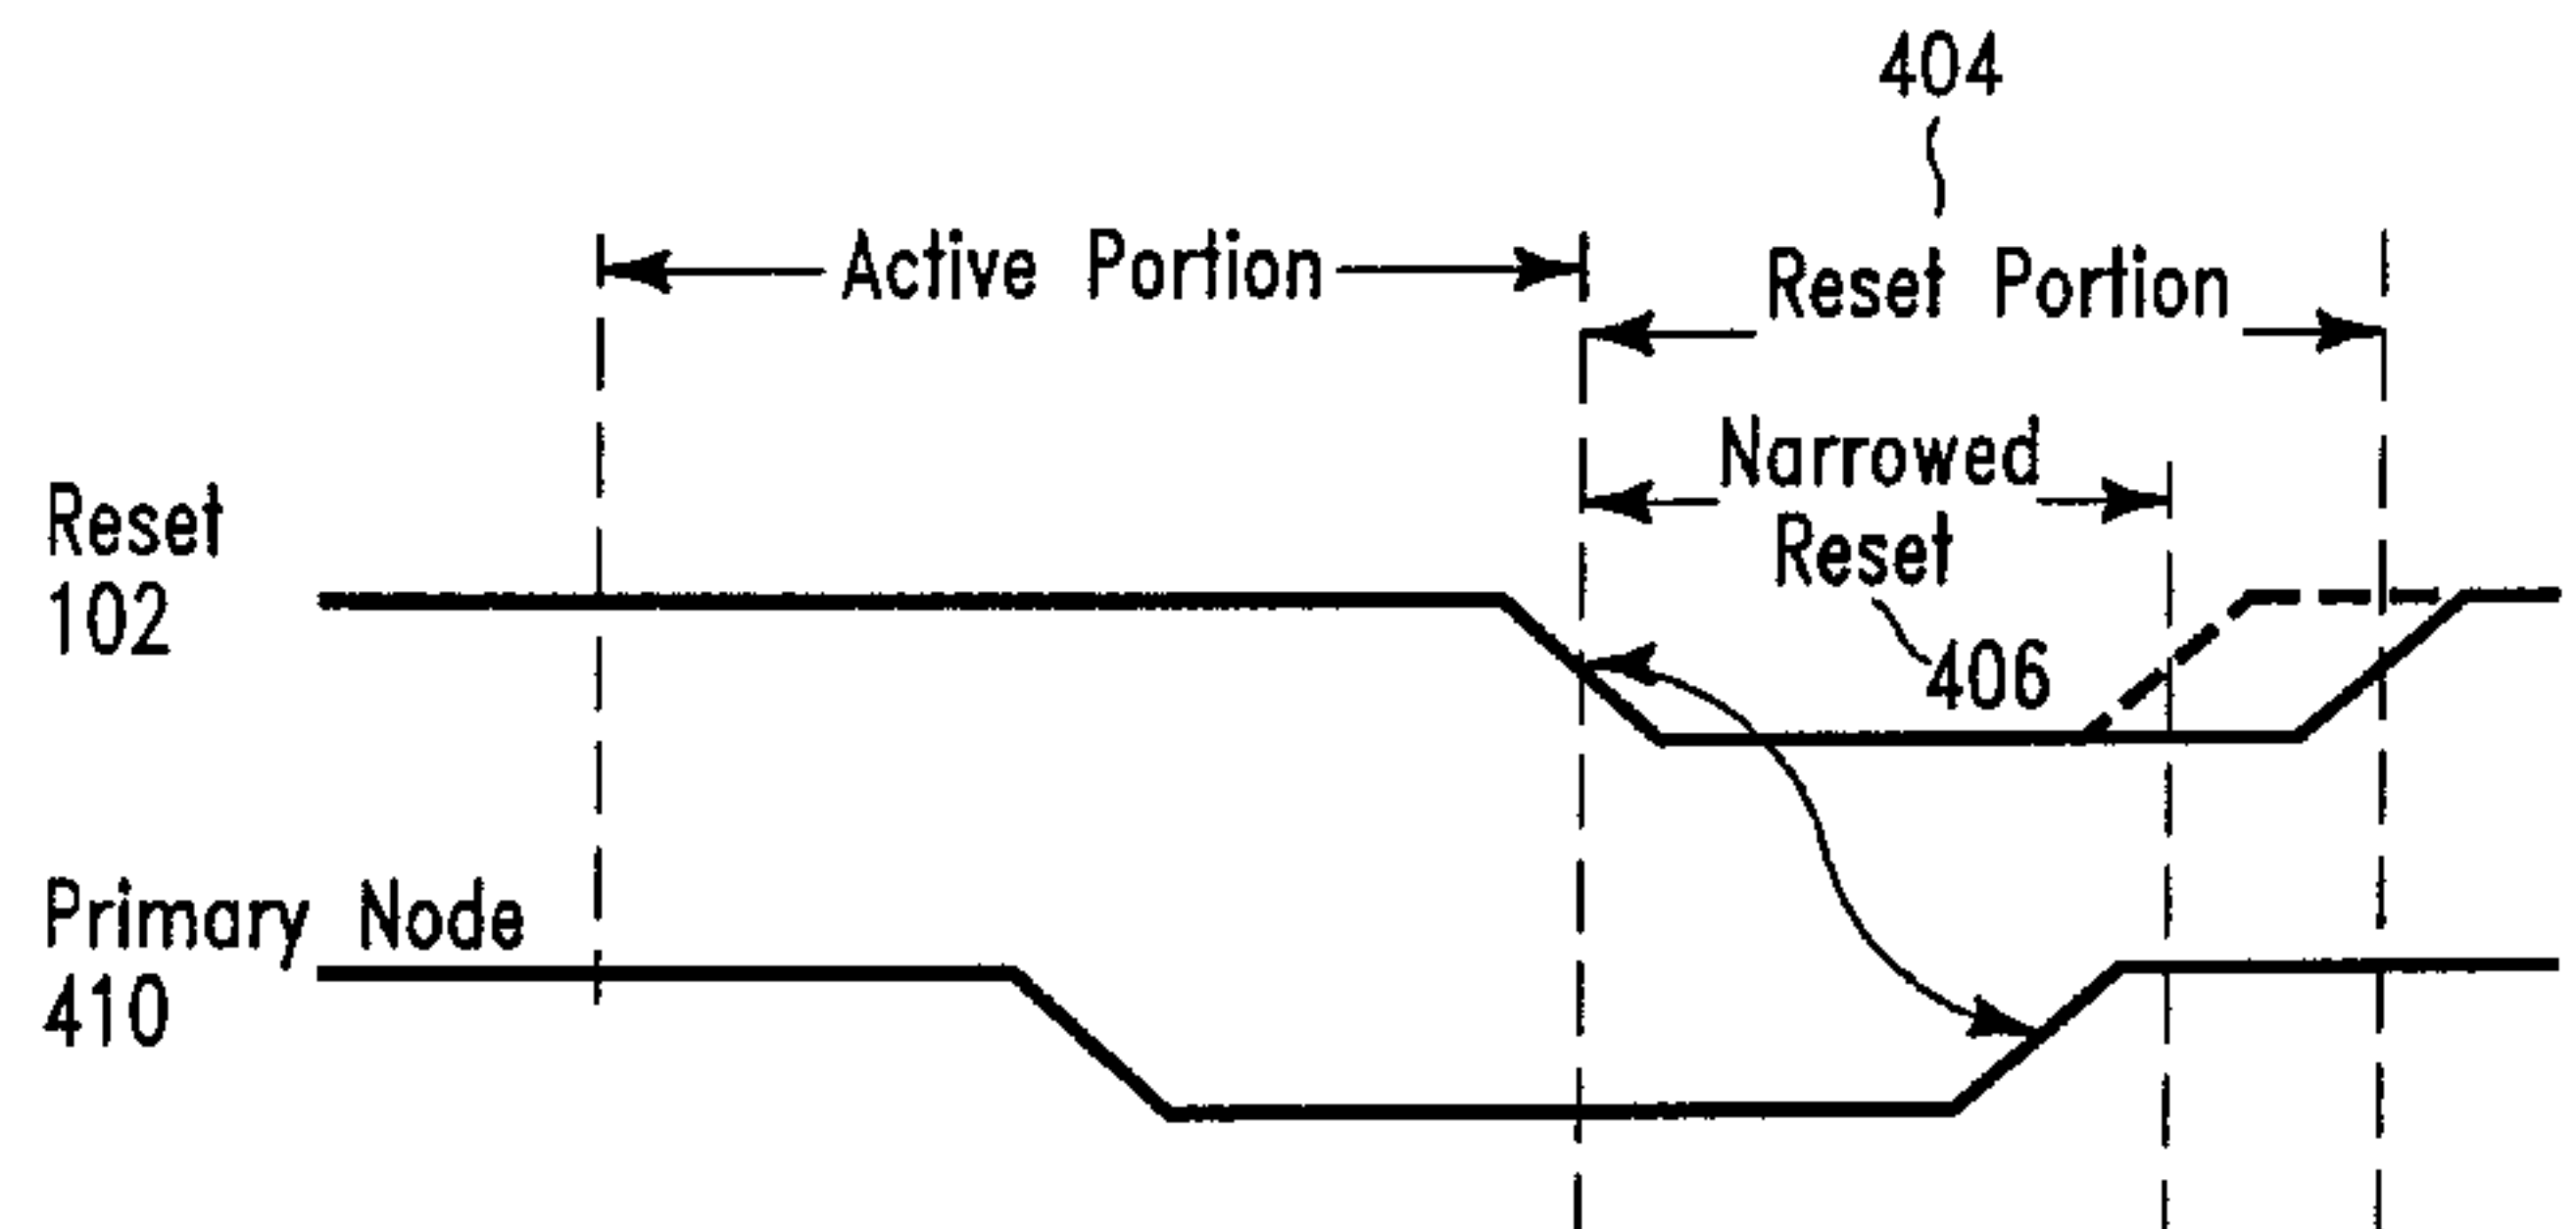 404
Active Portion
Reset Portion
Narrowed
Reset
406
Reset
102
Primary Node
410